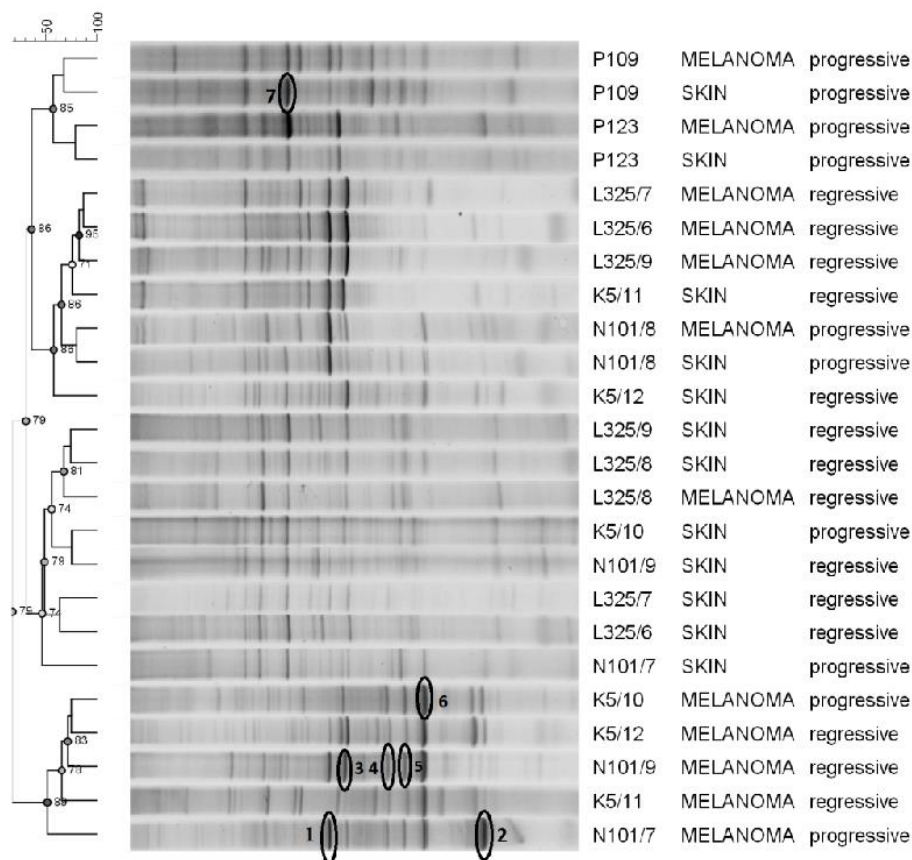 50 100
P109 MELANOMA progressive
7 P109 SKIN progressive
85
P123 MELANOMA progressive
P123 SKIN progressive
L325/7 MELANOMA regressive
86 L325/6 MELANOMA regressive
71 L325/9 MELANOMA regressive
K5/11 SKIN regressive
86
N101/8 MELANOMA progressive
N101/8 SKIN progressive
K5/12 SKIN regressive
79
L325/9 SKIN regressive
L325/8 SKIN regressive
81
L325/8 MELANOMA regressive
74
K5/10 SKIN progressive
78 N101/9 SKIN regressive
L325/7 SKIN regressive
74
L325/6 SKIN regressive
N101/7 SKIN progressive
6 K5/10 MELANOMA progressive
83 K5/12 MELANOMA regressive
78 3 4 5 N101/9 MELANOMA regressive
K5/11 MELANOMA regressive
1 2 N101/7 MELANOMA progressive